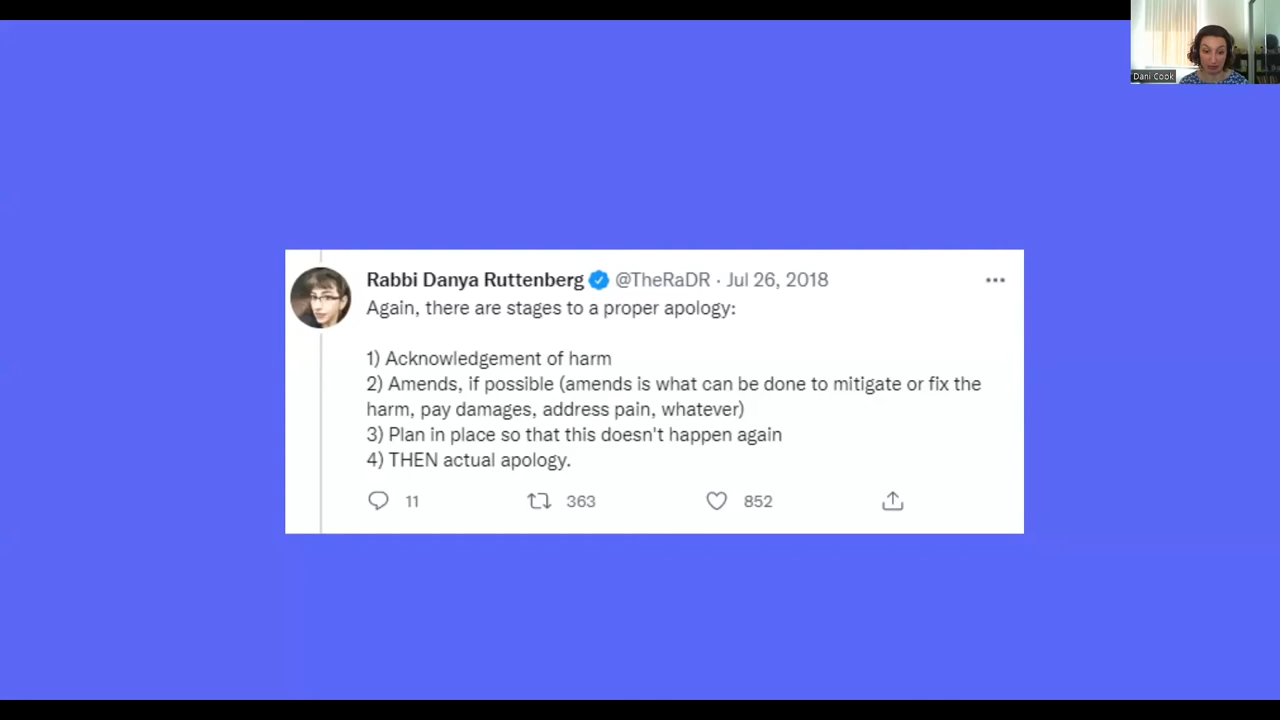 Dani Cook
Rabbi Danya Ruttenberg @TheRaDR · Jul 26, 2018
Again, there are stages to a proper apology:
1) Acknowledgement of harm
2) Amends, if possible (amends is what can be done to mitigate or fix the
harm, pay damages, address pain, whatever)
3) Plan in place so that this doesn't happen again
4) THEN actual apology.
11 363 852